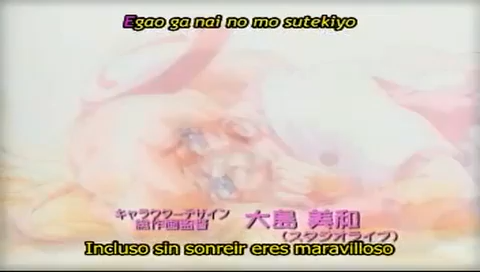 Egao ga nai no mo sutekiyo
キャラクターデザイン
総作画監督
大島 美和
(スタジオライブ)
Incluso sin sonreir eres maravilloso